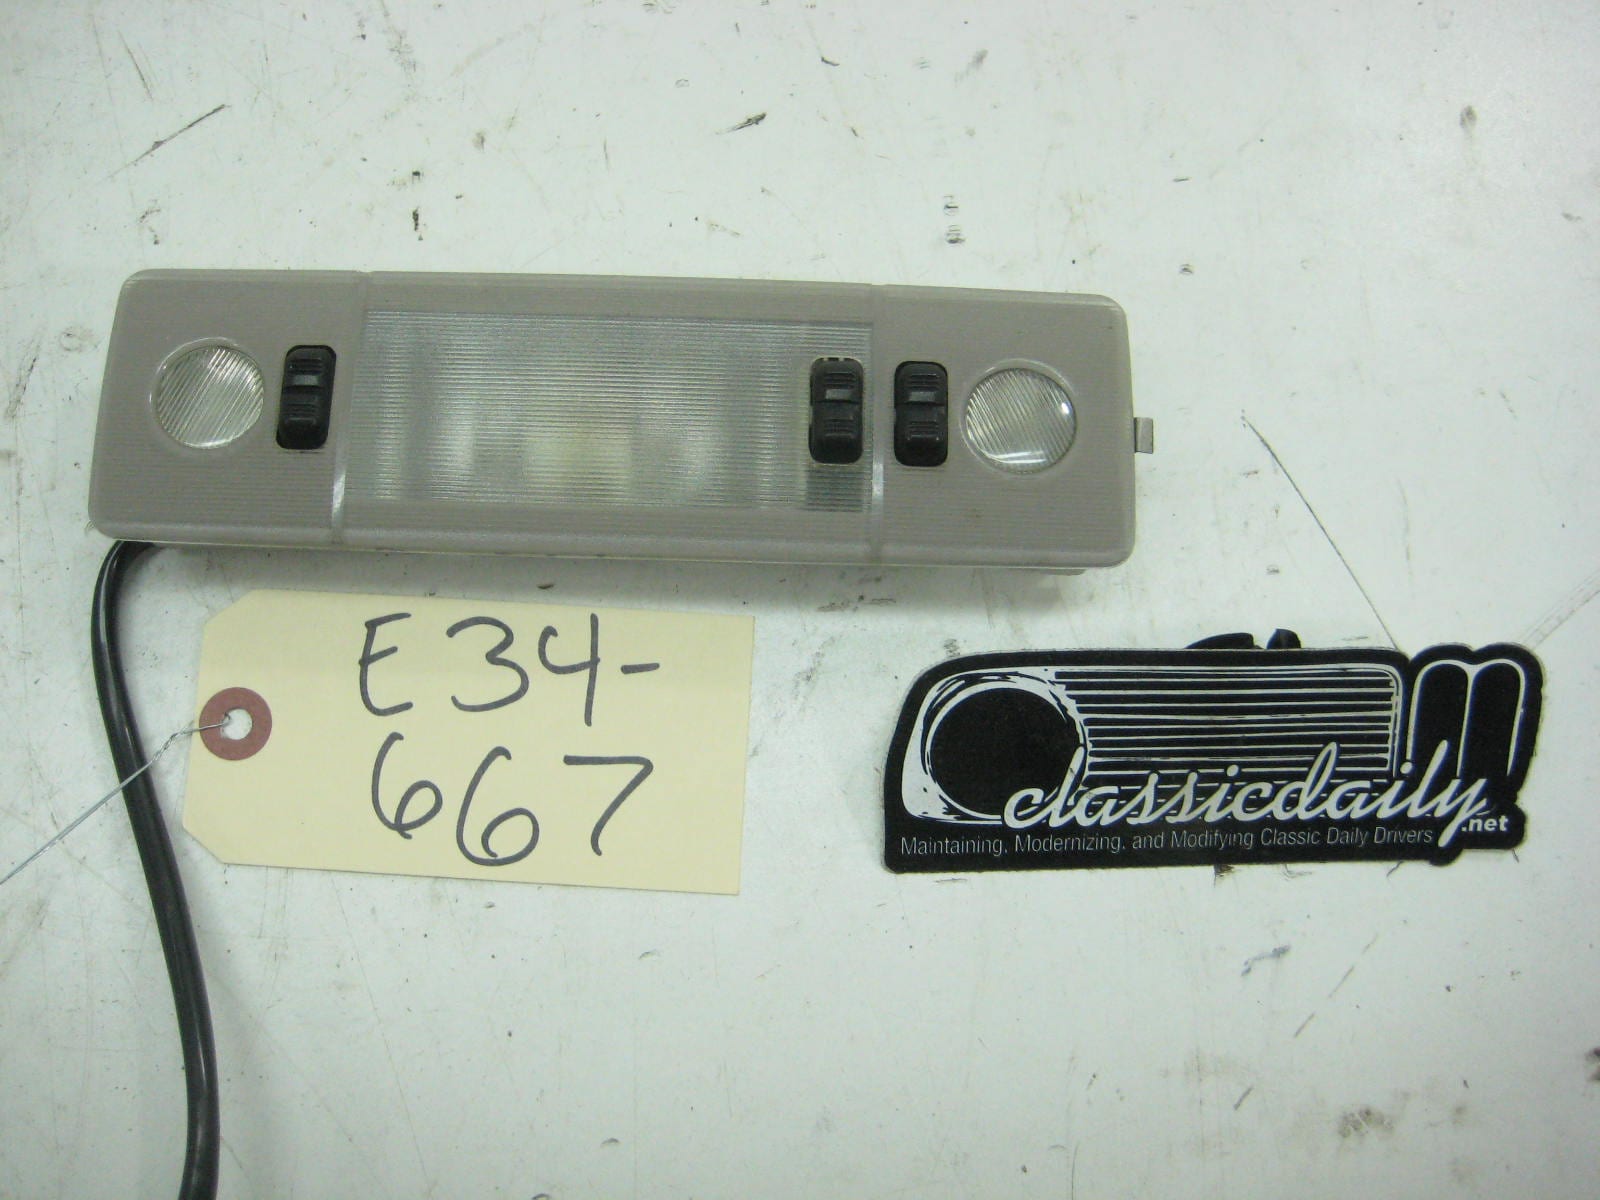 E34-
667
classicdaily
.net
Maintaining, Modernizing, and Modifying Classic Daily Drivers